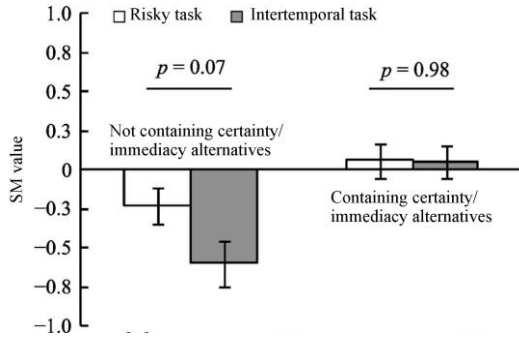 1.0
Risky task
Intertemporal task
0.8
p = 0.07
p = 0.98
0.5
0.3
Not containing certainty/
immediacy alternatives
0
SM value
Containing certainty/
immediacy alternatives
−0.3
−0.5
−0.8
−1.0